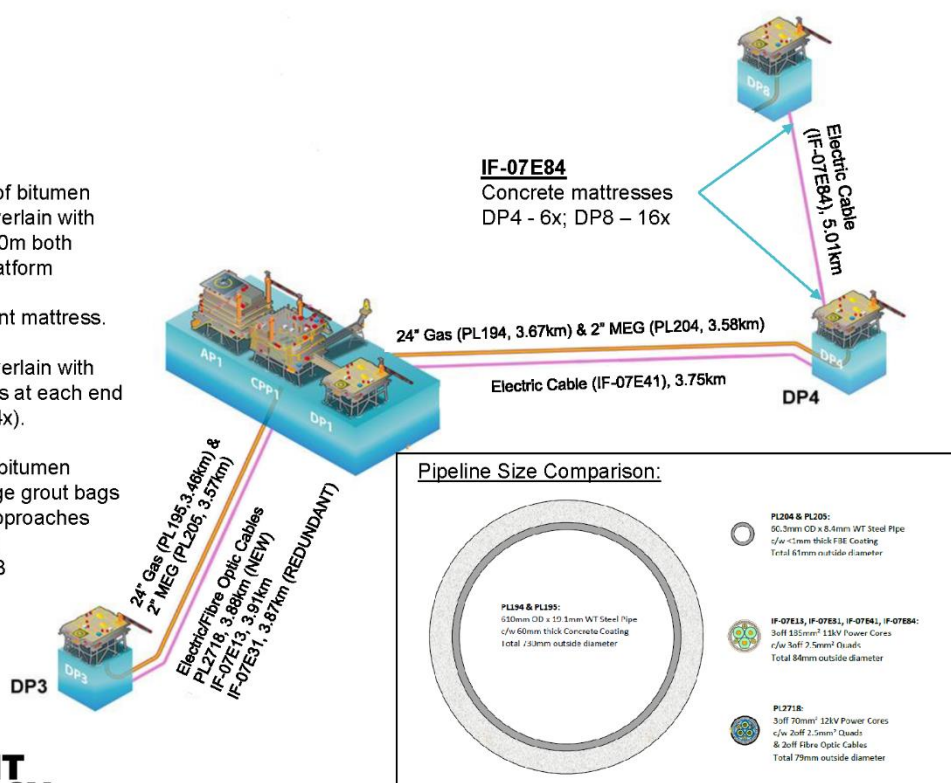 of bitumen
verlain with
0m both
atform
nt mattress.
verlain with
s at each end
4x).
bitumen
ge grout bags
pproaches
3
IF-07E84
Concrete mattresses
DP4 - 6x; DP8 – 16x
DP8
Electric Cable
(IF-07E84), 5.01km
AP1
CPP1
DP1
24" Gas (PL194, 3.67km) & 2" MEG (PL204, 3.58km)
Electric Cable (IF-07E41), 3.75km
DP4
DP4
24" Gas (PL195,3.46km) &
2" MEG (PL205, 3.57km)
Electric/Fibre Optic Cables
PL2718, 3.88km (NEW)
IF-07E13, 3.91km
IF-07E31, 3.87km (REDUNDANT)
DP3
DP3
Pipeline Size Comparison:
PL194 & PL195:
610mm OD x 19.1mm WT Steel Pipe
c/w 60mm thick Concrete Coating
Total 730mm outside diameter
PL204 & PL205:
60.3mm OD x 8.4mm WT Steel Pipe
c/w <1mm thick FBE Coating
Total 61mm outside diameter
IF-07E13, IF-07E31, IF-07E41, IF-07E84:
3off 185mm² 11kV Power Cores
c/w 3off 2.5mm² Quads
Total 84mm outside diameter
PL2718:
3off 70mm² 12kV Power Cores
c/w 2off 2.5mm² Quads
& 2off Fibre Optic Cables
Total 79mm outside diameter